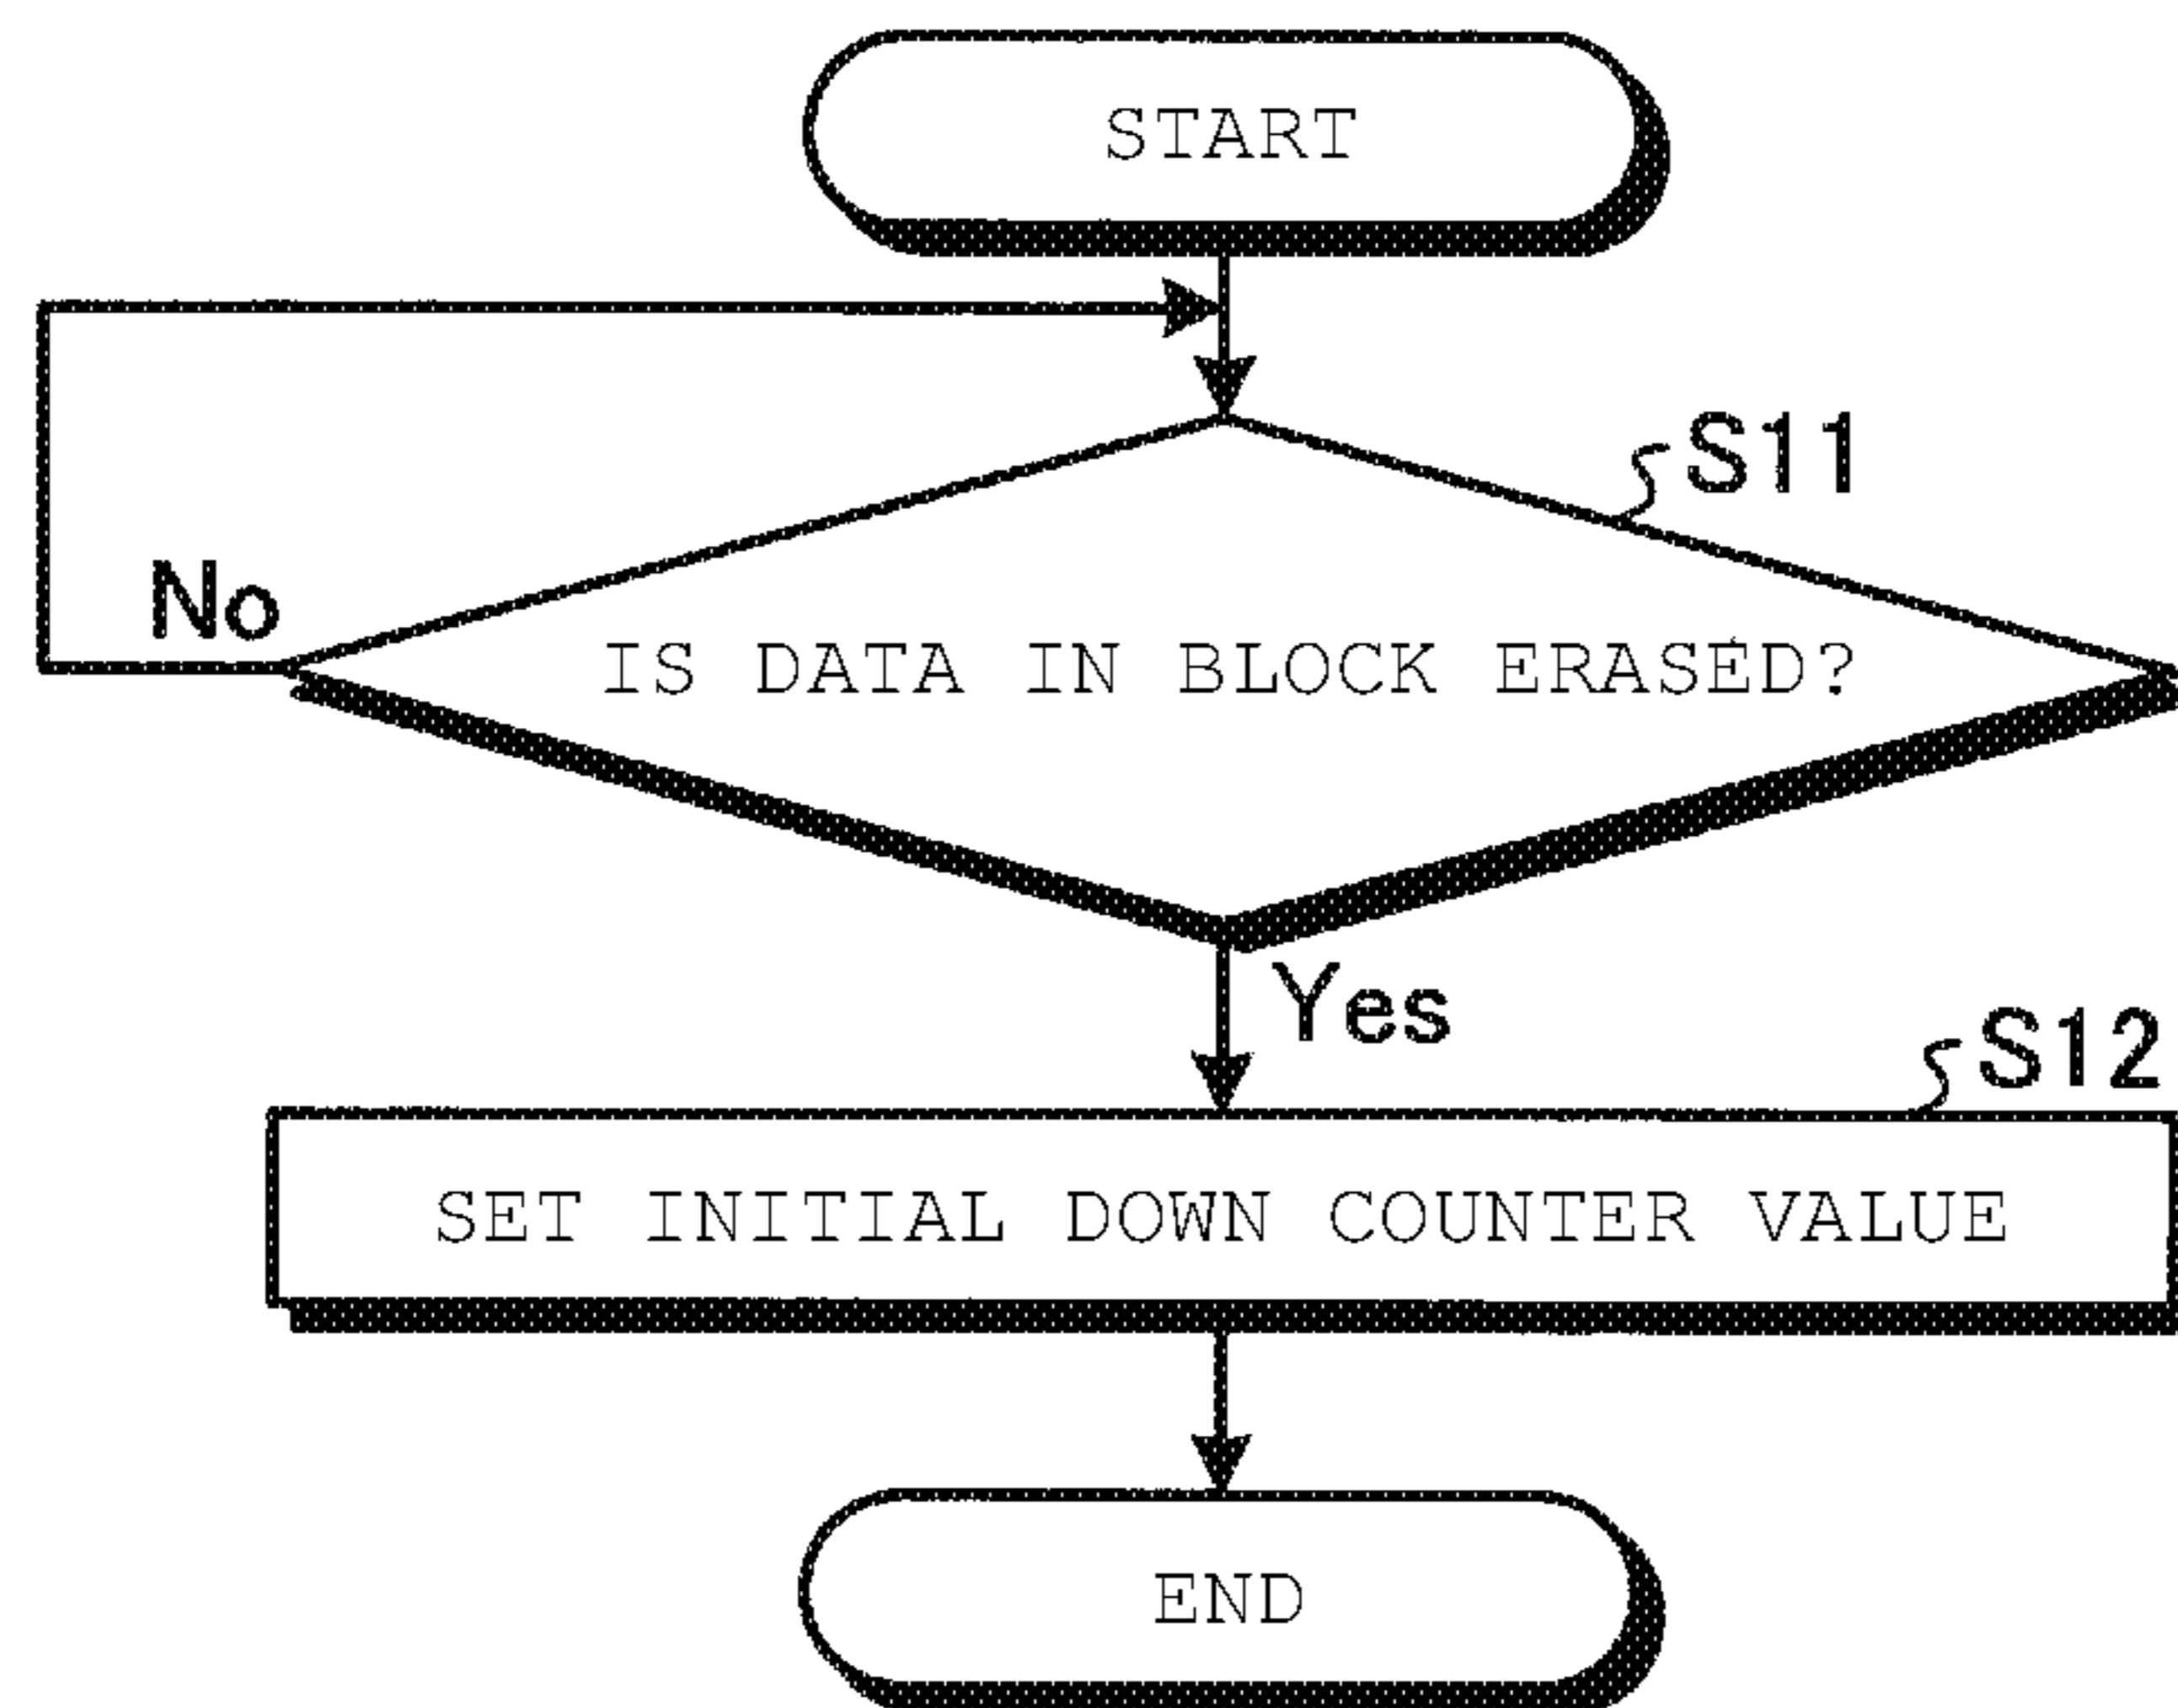 START
S11
No
IS DATA IN BLOCK ERASED?
Yes
S12
SET INITIAL DOWN COUNTER VALUE
END